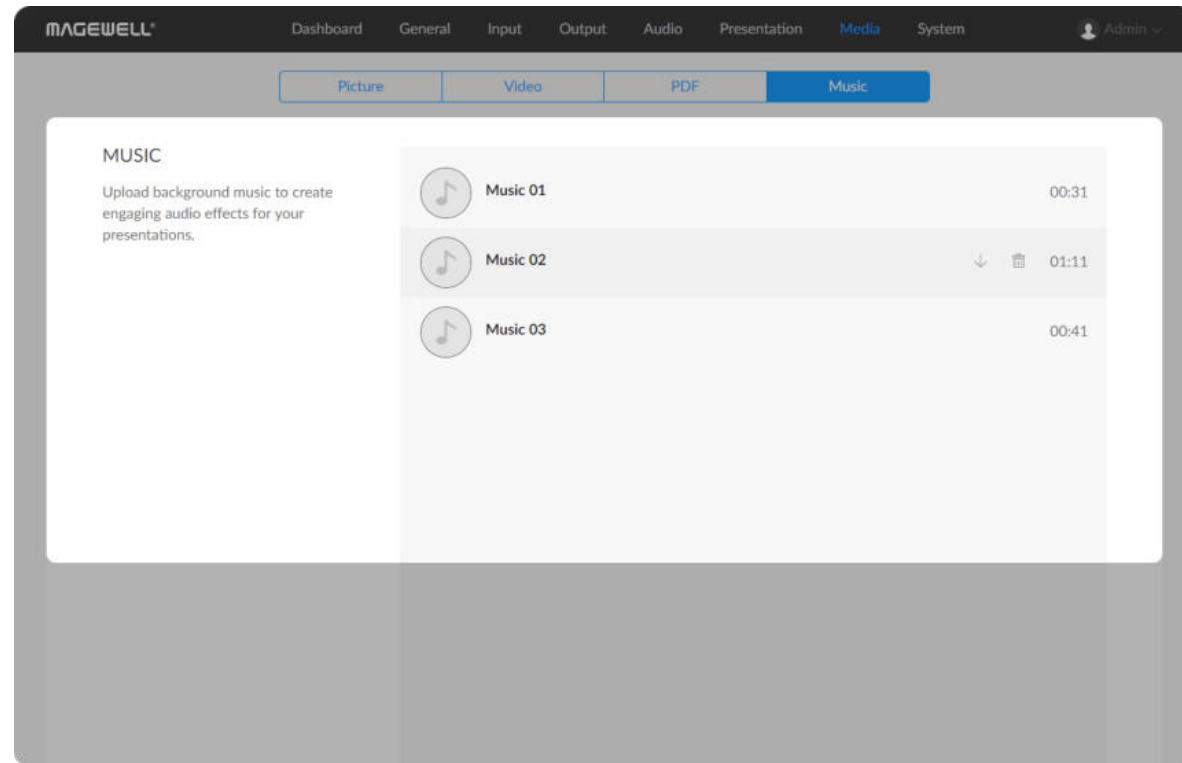 MAGEWELL® Dashboard General Input Output Audio Presentation Media System Admin
Picture Video PDF Music
MUSIC
Upload background music to create
engaging audio effects for your
presentations.
Music 01 00:31
Music 02 01:11
Music 03 00:41